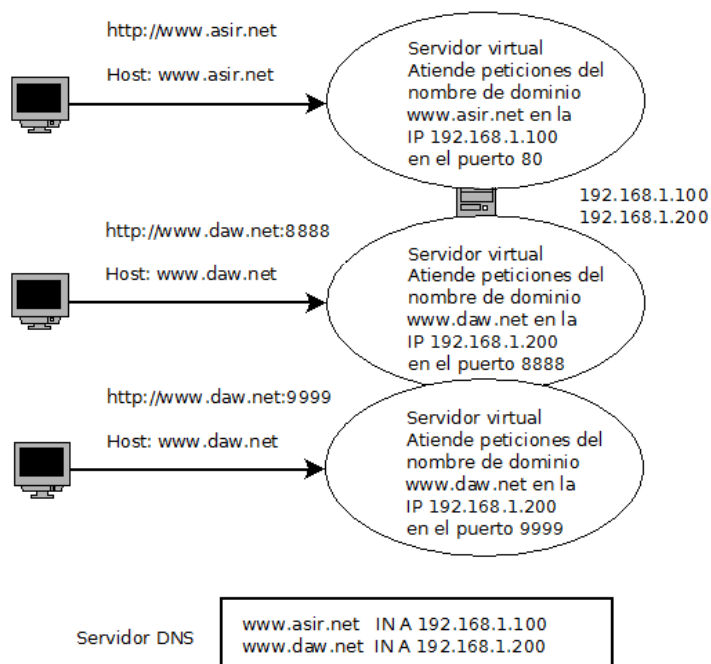 http://www.asir.net
Host: www.asir.net
Servidor virtual
Atiende peticiones del
nombre de dominio
www.asir.net en la
IP 192.168.1.100
en el puerto 80
192.168.1.100
192.168.1.200
http://www.daw.net:8888
Host: www.daw.net
Servidor virtual
Atiende peticiones del
nombre de dominio
www.daw.net en la
IP 192.168.1.200
en el puerto 8888
http://www.daw.net:9999
Host: www.daw.net
Servidor virtual
Atiende peticiones del
nombre de dominio
www.daw.net en la
IP 192.168.1.200
en el puerto 9999
Servidor DNS
www.asir.net IN A 192.168.1.100
www.daw.net IN A 192.168.1.200